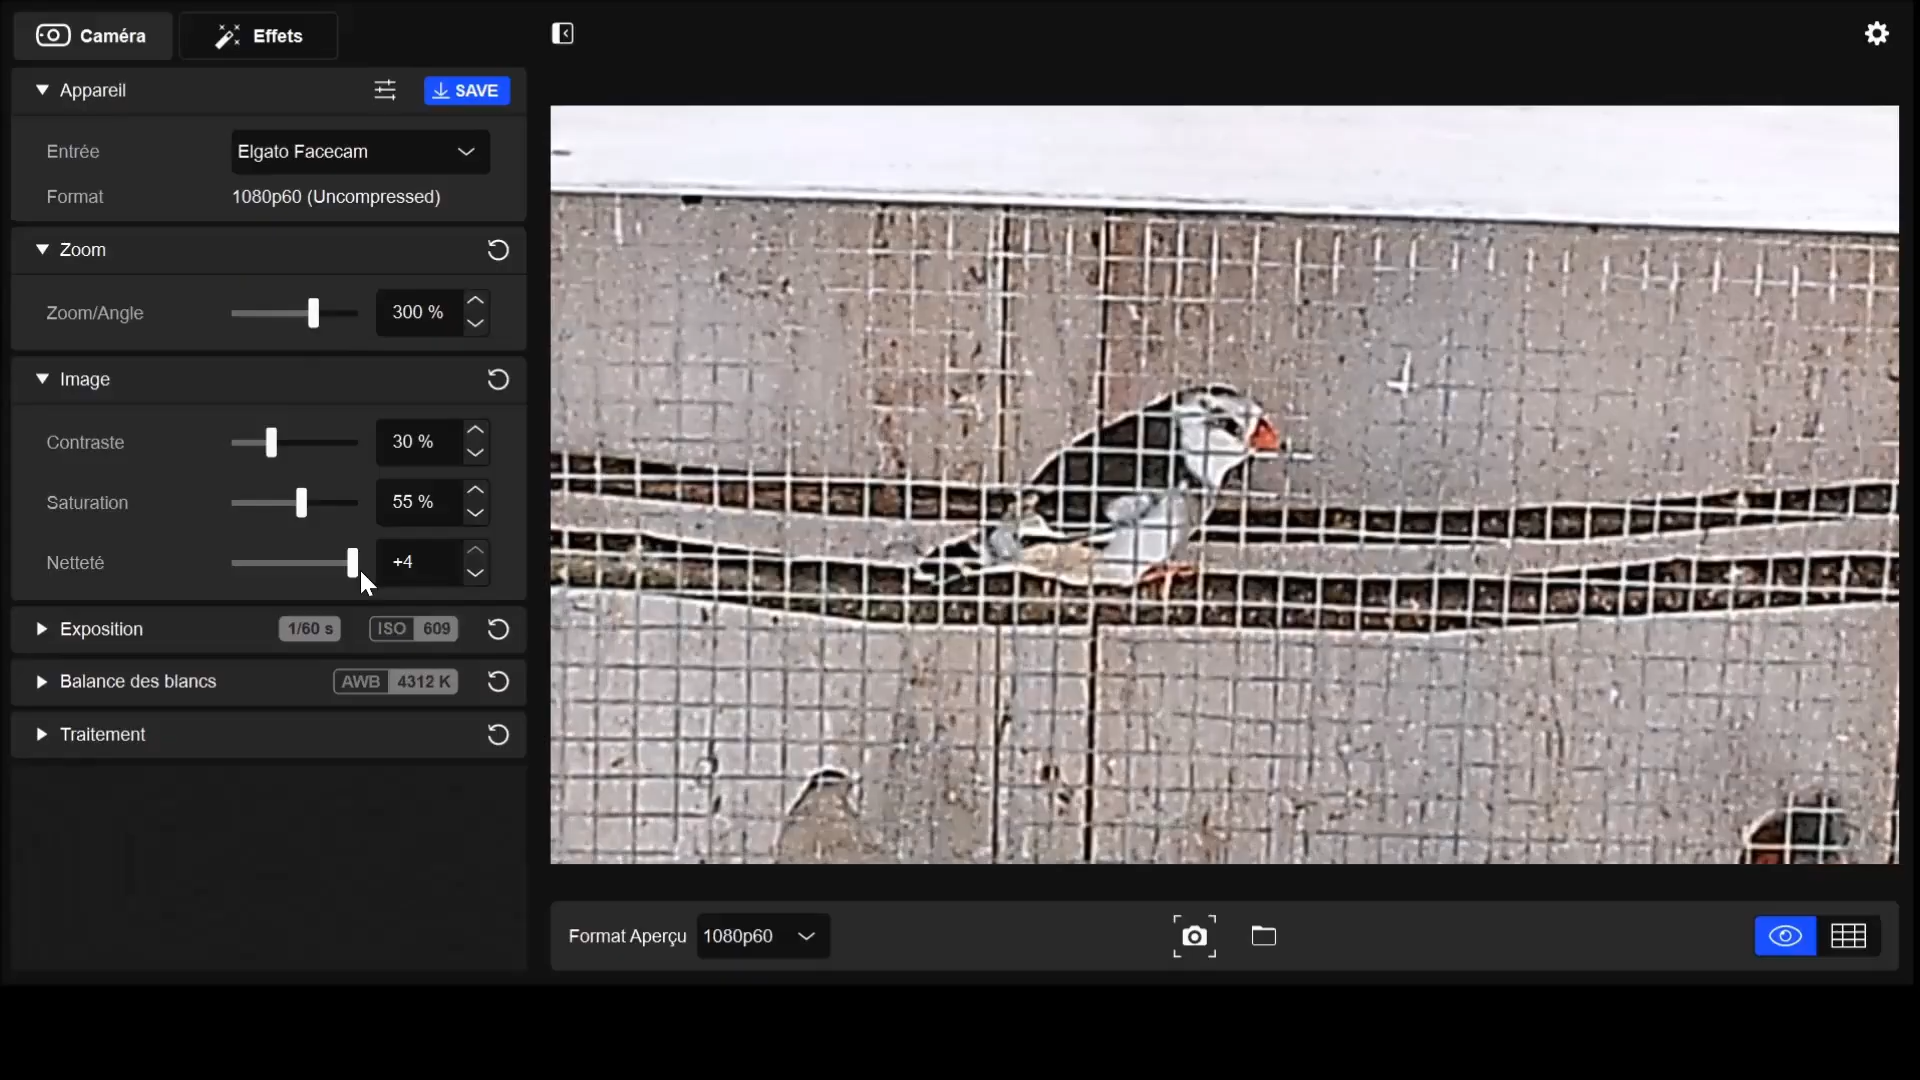 Caméra
Effets
Appareil
SAVE
Entrée
Elgato Facecam
Format
1080p60 (Uncompressed)
Zoom
Zoom/Angle
300 %
Image
Contraste
30 %
Saturation
55 %
Netteté
+4
Exposition
1/60 s
ISO 609
Balance des blancs
AWB 4312 K
Traitement
Format Aperçu
1080p60